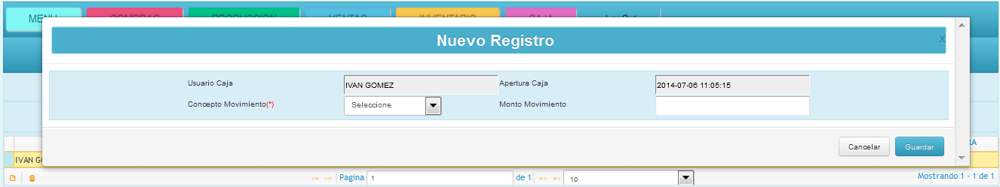 MENU COMPRAS PRODUCCION VENTAS INVENTARIO CAJA
Nuevo Registro X
Usuario Caja IVAN GOMEZ Apertura Caja 2014-07-06 11:05:15
Concepto Movimiento(*) Seleccione Monto Movimiento
Cancelar Guardar
RA
IVAN G
Pagina 1 de 1 10 Mostrando 1 - 1 de 1